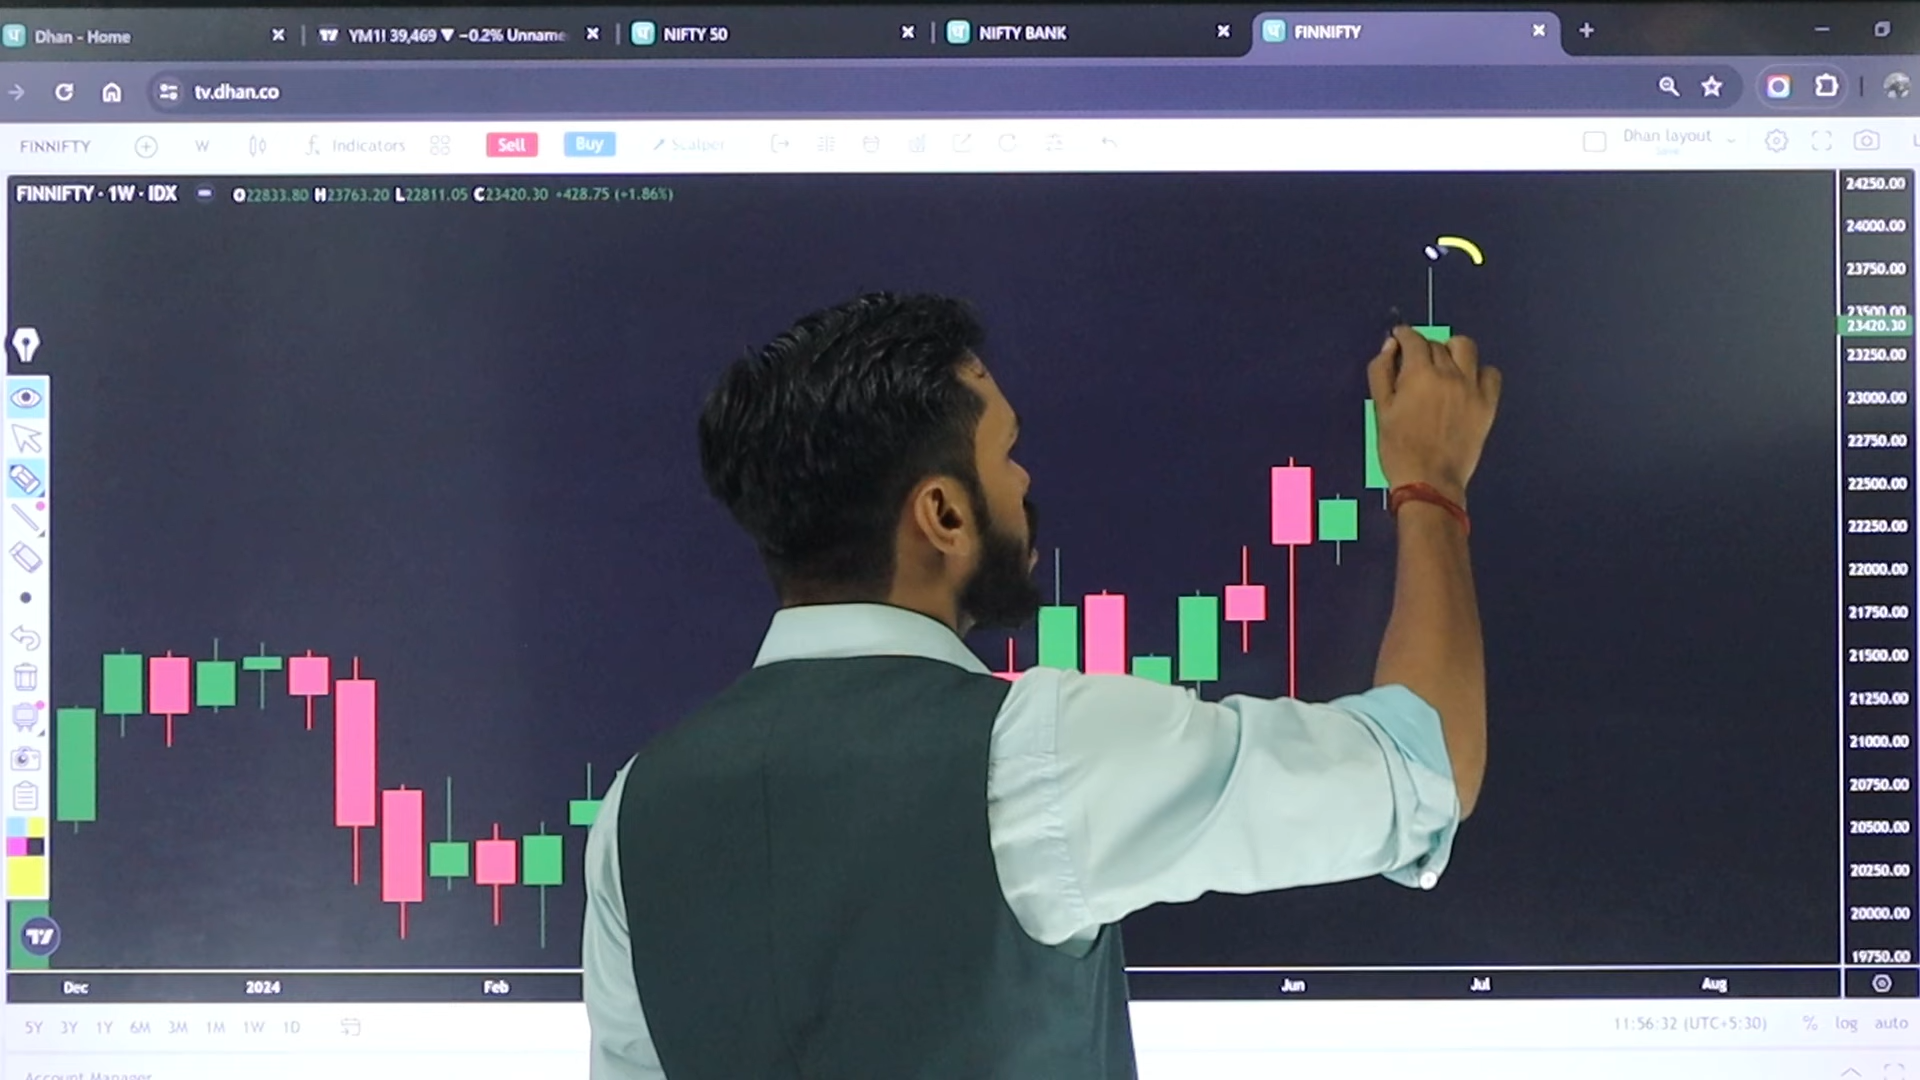 Dhan - Home
YM1! 39,469 ▼ −0.2% Unname
NIFTY 50
NIFTY BANK
FINNIFTY
tv.dhan.co
FINNIFTY
W
Indicators
Sell
Buy
Scalper
Dhan layout
Save
FINNIFTY · 1W · IDX
O22833.80 H23763.20 L22811.05 C23420.30 +428.75 (+1.86%)
24250.00
24000.00
23750.00
23500.00
23420.30
23250.00
23000.00
22750.00
22500.00
22250.00
22000.00
21750.00
21500.00
21250.00
21000.00
20750.00
20500.00
20250.00
20000.00
19750.00
Dec
2024
Feb
Jun
Jul
Aug
5Y 3Y 1Y 6M 3M 1M 1W 1D
11:56:32 (UTC+5:30)
% log auto
Account Manager